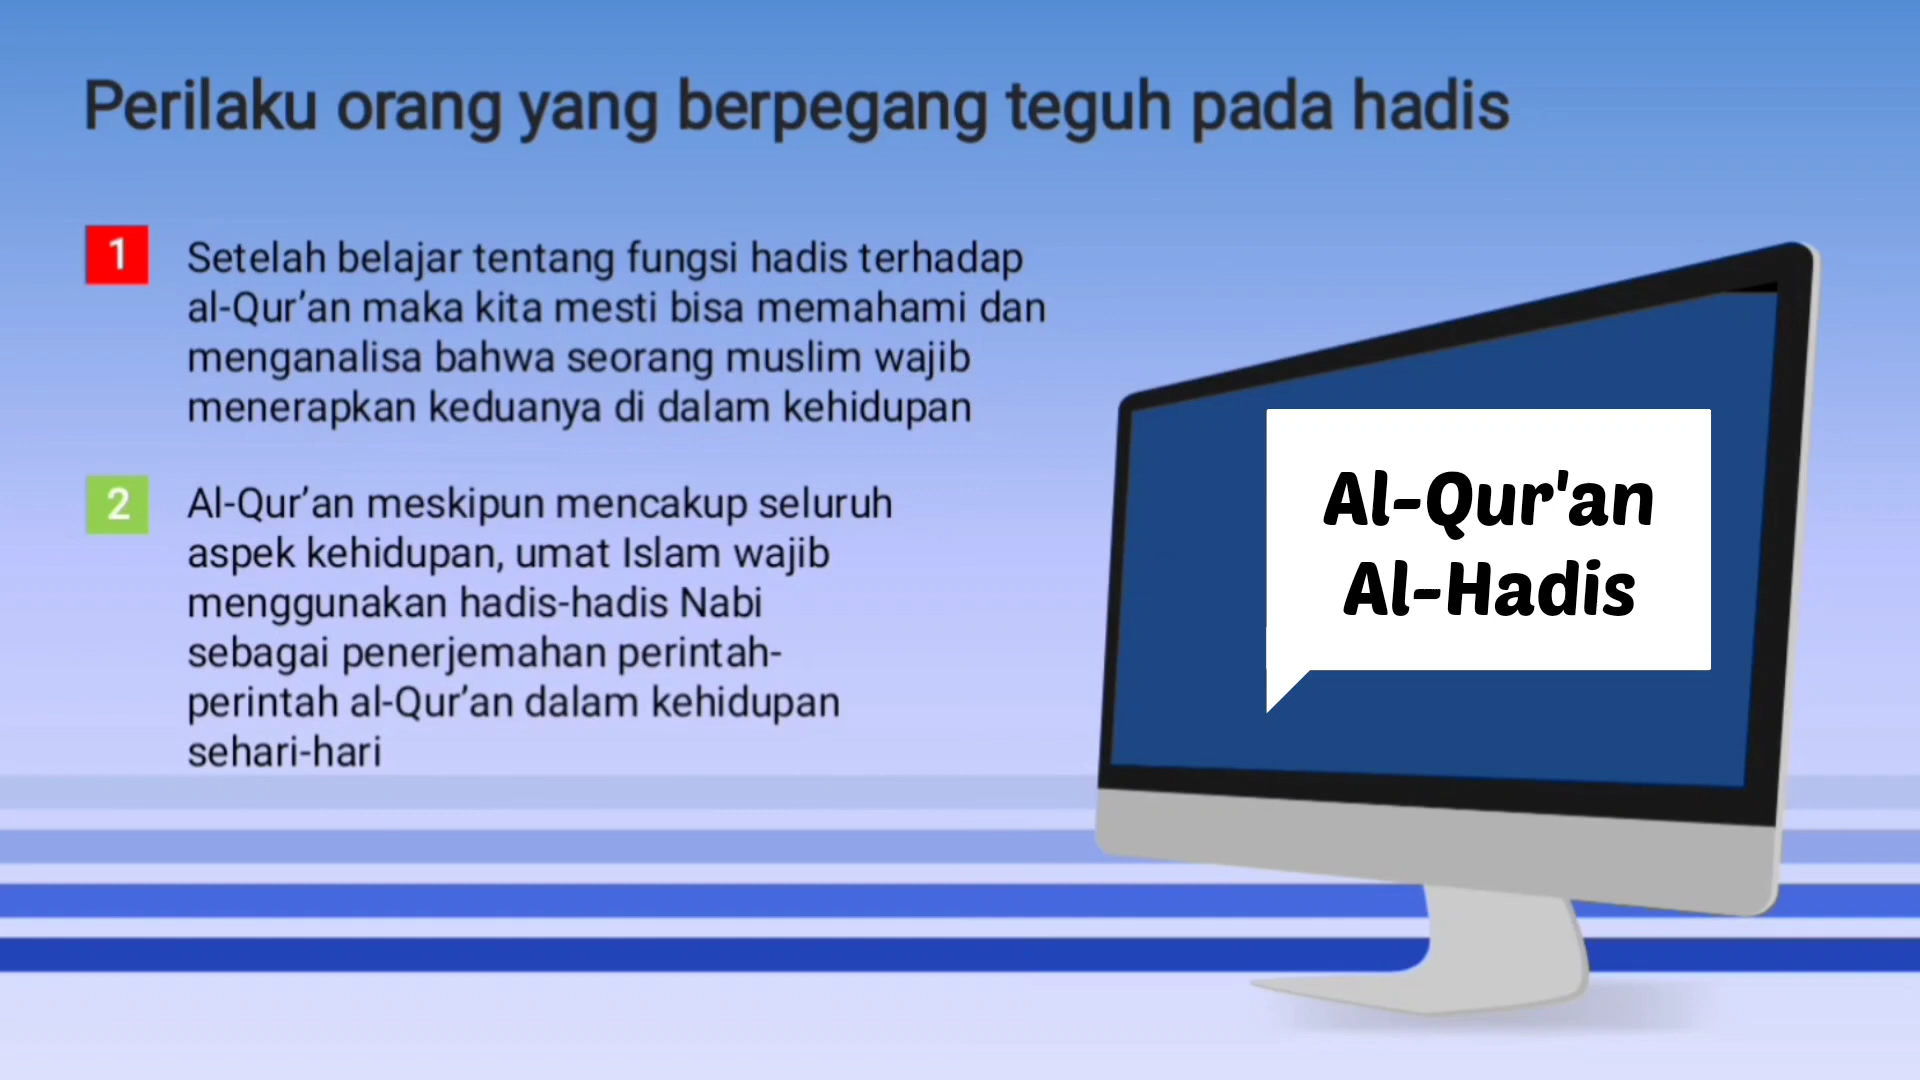 Perilaku orang yang berpegang teguh pada hadis
1
Setelah belajar tentang fungsi hadis terhadap
al-Qur’an maka kita mesti bisa memahami dan
menganalisa bahwa seorang muslim wajib
menerapkan keduanya di dalam kehidupan
2
Al-Qur’an meskipun mencakup seluruh
aspek kehidupan, umat Islam wajib
menggunakan hadis-hadis Nabi
sebagai penerjemahan perintah-
perintah al-Qur’an dalam kehidupan
sehari-hari
Al-Qur'an
Al-Hadis